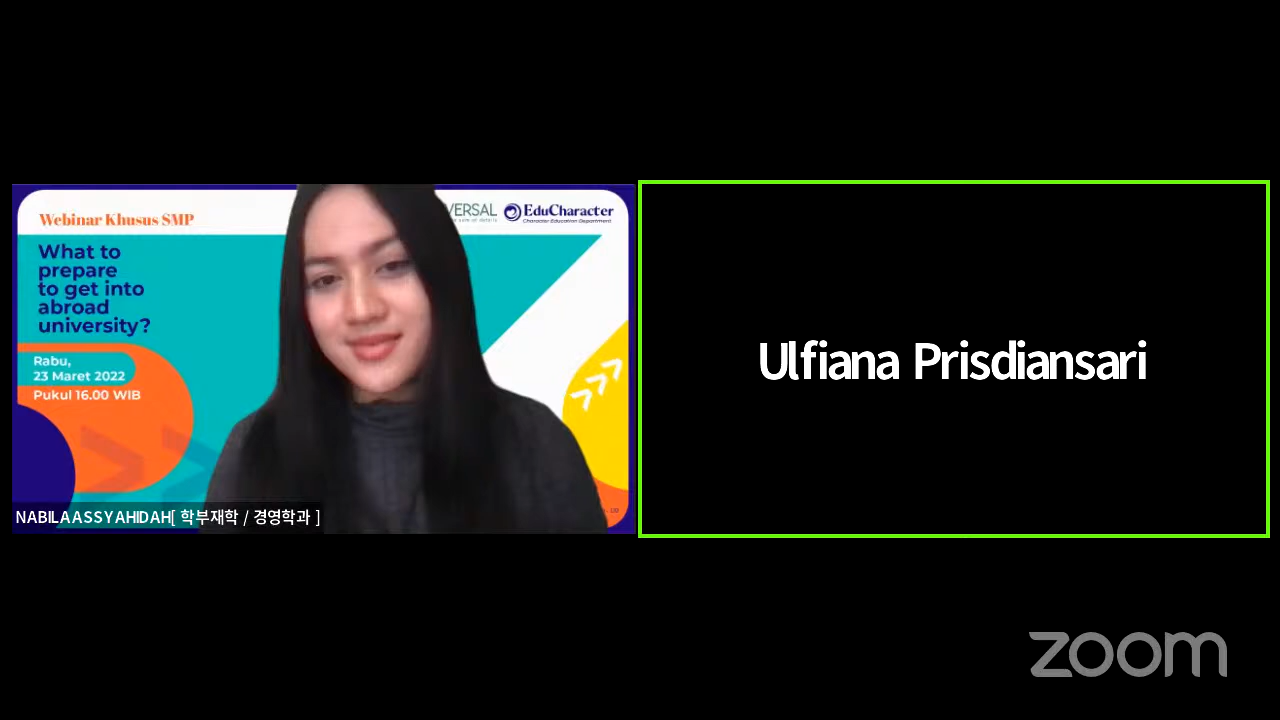 Webinar Khusus SMP
VERSAL
EduCharacter
Character Education Department
What to
prepare
to get into
abroad
university?
Rabu,
23 Maret 2022
Pukul 16.00 WIB
NABILAASSYAHIDAH[ 학부재학 / 경영학과 ]
Ulfiana Prisdiansari
zoom